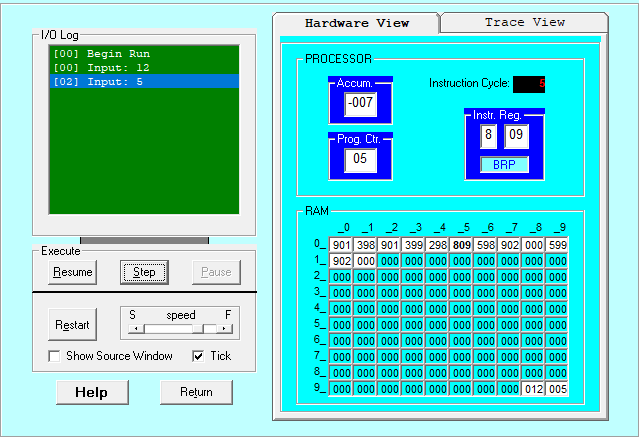 Hardware View
Trace View
I/O Log
[00] Begin Run
[00] Input: 12
[02] Input: 5
PROCESSOR
Accum.
-007
Instruction Cycle: 5
Prog. Ctr.
05
Instr. Reg.
8 09
BRP
Execute
Resume Step Pause
Restart
S speed F
Show Source Window Tick
Help Return
RAM
_0 _1 _2 _3 _4 _5 _6 _7 _8 _9
0_ 901 398 901 399 298 809 598 902 000 599
1_ 902 000 000 000 000 000 000 000 000 000
2_ 000 000 000 000 000 000 000 000 000 000
3_ 000 000 000 000 000 000 000 000 000 000
4_ 000 000 000 000 000 000 000 000 000 000
5_ 000 000 000 000 000 000 000 000 000 000
6_ 000 000 000 000 000 000 000 000 000 000
7_ 000 000 000 000 000 000 000 000 000 000
8_ 000 000 000 000 000 000 000 000 000 000
9_ 000 000 000 000 000 000 000 000 012 005